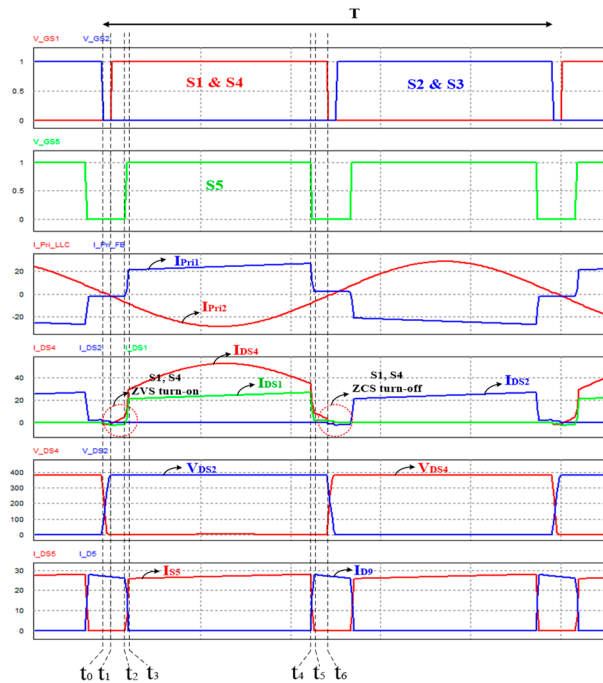 T
V_GS1 V_GS2
1
0.5
0
S1 & S4
S2 & S3
V_GS5
1
0.5
0
S5
I_Pri_LLC I_Pri_FB
20
0
-20
IPri1
IPri2
I_DS4 I_DS2 I_DS1
40
20
0
S1, S4
ZVS turn-on
IDS4
IDS1
S1, S4
ZCS turn-off
IDS2
V_DS4 V_DS2
400
300
200
100
0
VDS2
VDS4
I_DS5 I_D5
30
20
10
0
IS5
ID9
t0 t1 t2 t3 t4 t5 t6